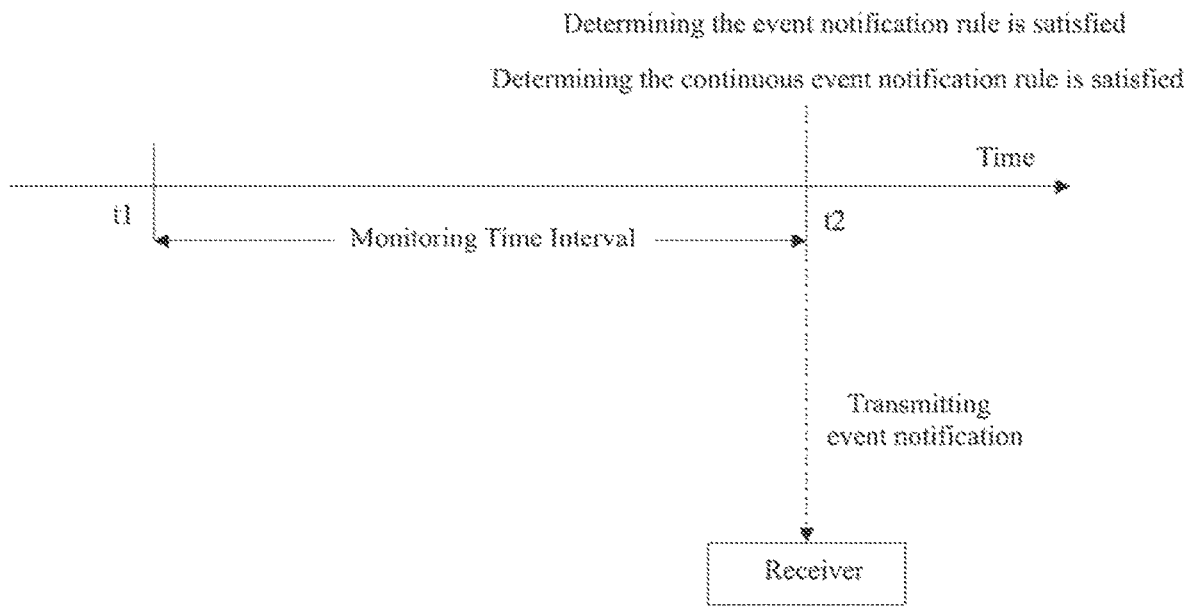 Determining the event notification rule is satisfied
Determining the continuous event notification rule is satisfied
Time
t1
Monitoring Time Interval
t2
Transmitting
event notification
Receiver